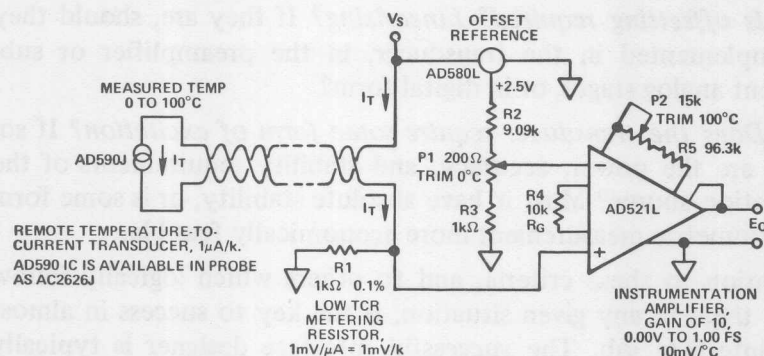 VS
OFFSET
REFERENCE
AD580L
+2.5V
MEASURED TEMP
0 TO 100°C
IT
P2 15k
TRIM 100°C
R2
9.09k
R5 96.3k
AD590J
IT
P1 200Ω
TRIM 0°C
−
R4
10k
RG
AD521L
EO
IT
R3
1kΩ
+
REMOTE TEMPERATURE-TO-
CURRENT TRANSDUCER, 1μA/k.
AD590 IC IS AVAILABLE IN PROBE
AS AC2626.
R1
1kΩ 0.1%
LOW TCR
METERING
RESISTOR,
1mV/μA = 1mV/k
INSTRUMENTATION
AMPLIFIER,
GAIN OF 10,
0.00V TO 1.00 FS
10mV/°C